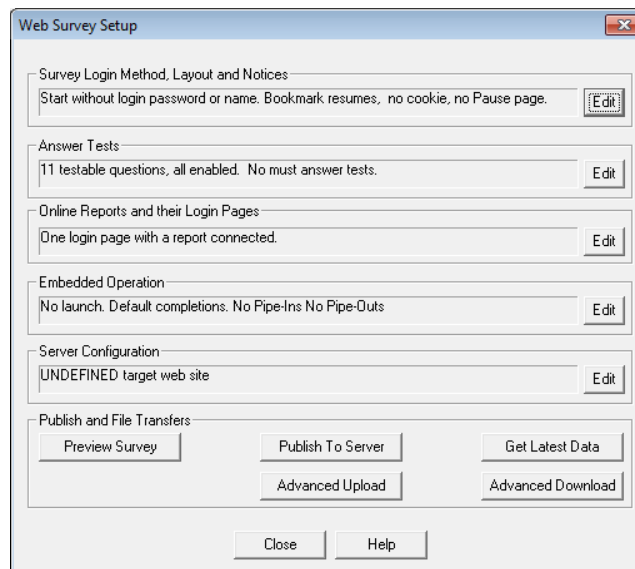 Web Survey Setup
Survey Login Method, Layout and Notices
Start without login password or name. Bookmark resumes,  no cookie, no Pause page.
Edit
Answer Tests
11 testable questions, all enabled.  No must answer tests.
Edit
Online Reports and their Login Pages
One login page with a report connected.
Edit
Embedded Operation
No launch. Default completions. No Pipe-Ins No Pipe-Outs
Edit
Server Configuration
UNDEFINED target web site
Edit
Publish and File Transfers
Preview Survey Publish To Server Get Latest Data
Advanced Upload Advanced Download
Close Help